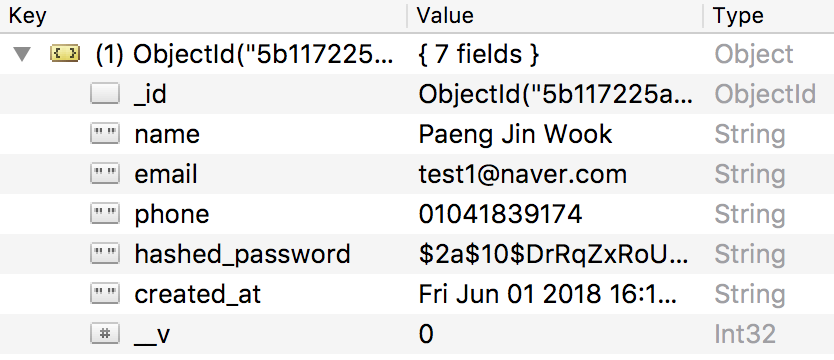 Key Value Type
(1) ObjectId("5b117225... { 7 fields } Object
_id ObjectId("5b117225a... ObjectId
name Paeng Jin Wook String
email test1@naver.com String
phone 01041839174 String
hashed_password $2a$10$DrRqZxRoU... String
created_at Fri Jun 01 2018 16:1... String
__v 0 Int32